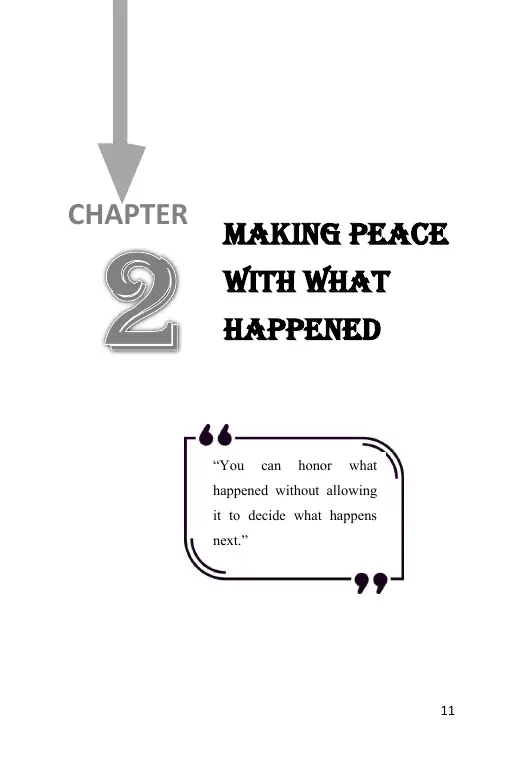 CHAPTER
2
MAKING PEACE
WITH WHAT
HAPPENED
“You can honor what
happened without allowing
it to decide what happens
next.”
11